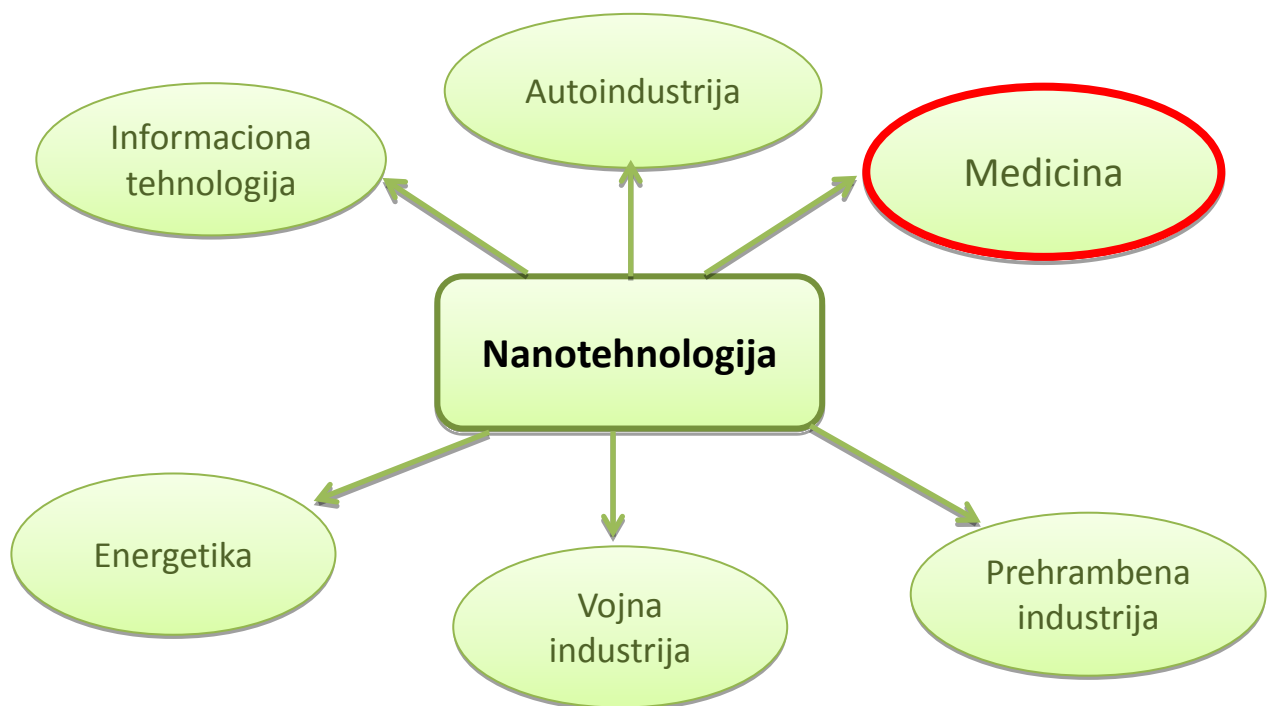 Autoindustrija
Informaciona
tehnologija
Medicina
Nanotehnologija
Energetika
Vojna
industrija
Prehrambena
industrija